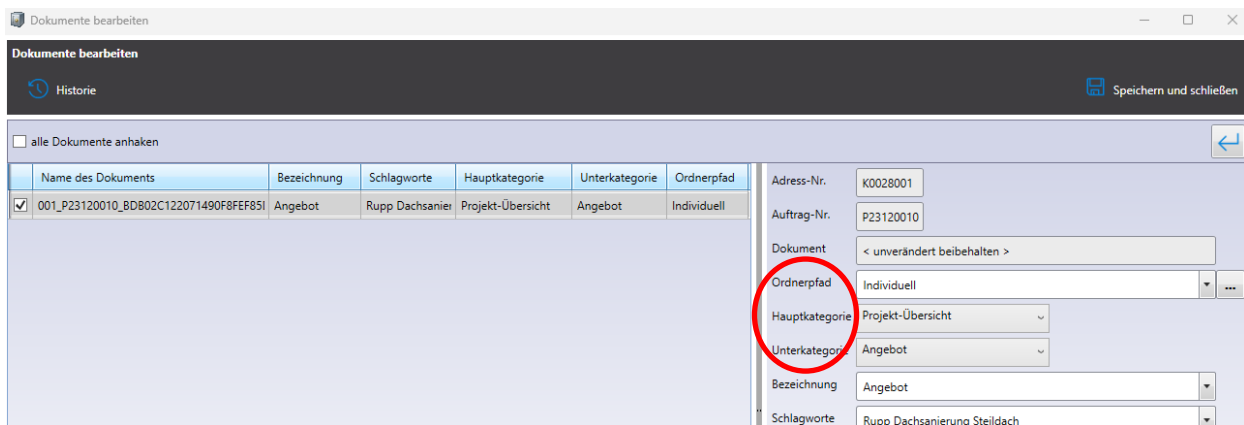 Dokumente bearbeiten
Dokumente bearbeiten
Historie
Speichern und schließen
alle Dokumente anhaken
Name des Dokuments Bezeichnung Schlagworte Hauptkategorie Unterkategorie Ordnerpfad
001_P23120010_BDB02C122071490F8FEF85I Angebot Rupp Dachsanier Projekt-Übersicht Angebot Individuell
Adress-Nr. K0028001
Auftrag-Nr. P23120010
Dokument < unverändert beibehalten >
Ordnerpfad Individuell ...
Hauptkategorie Projekt-Übersicht
Unterkategorie Angebot
Bezeichnung Angebot
Schlagworte Rupp Dachsanierung Steildach